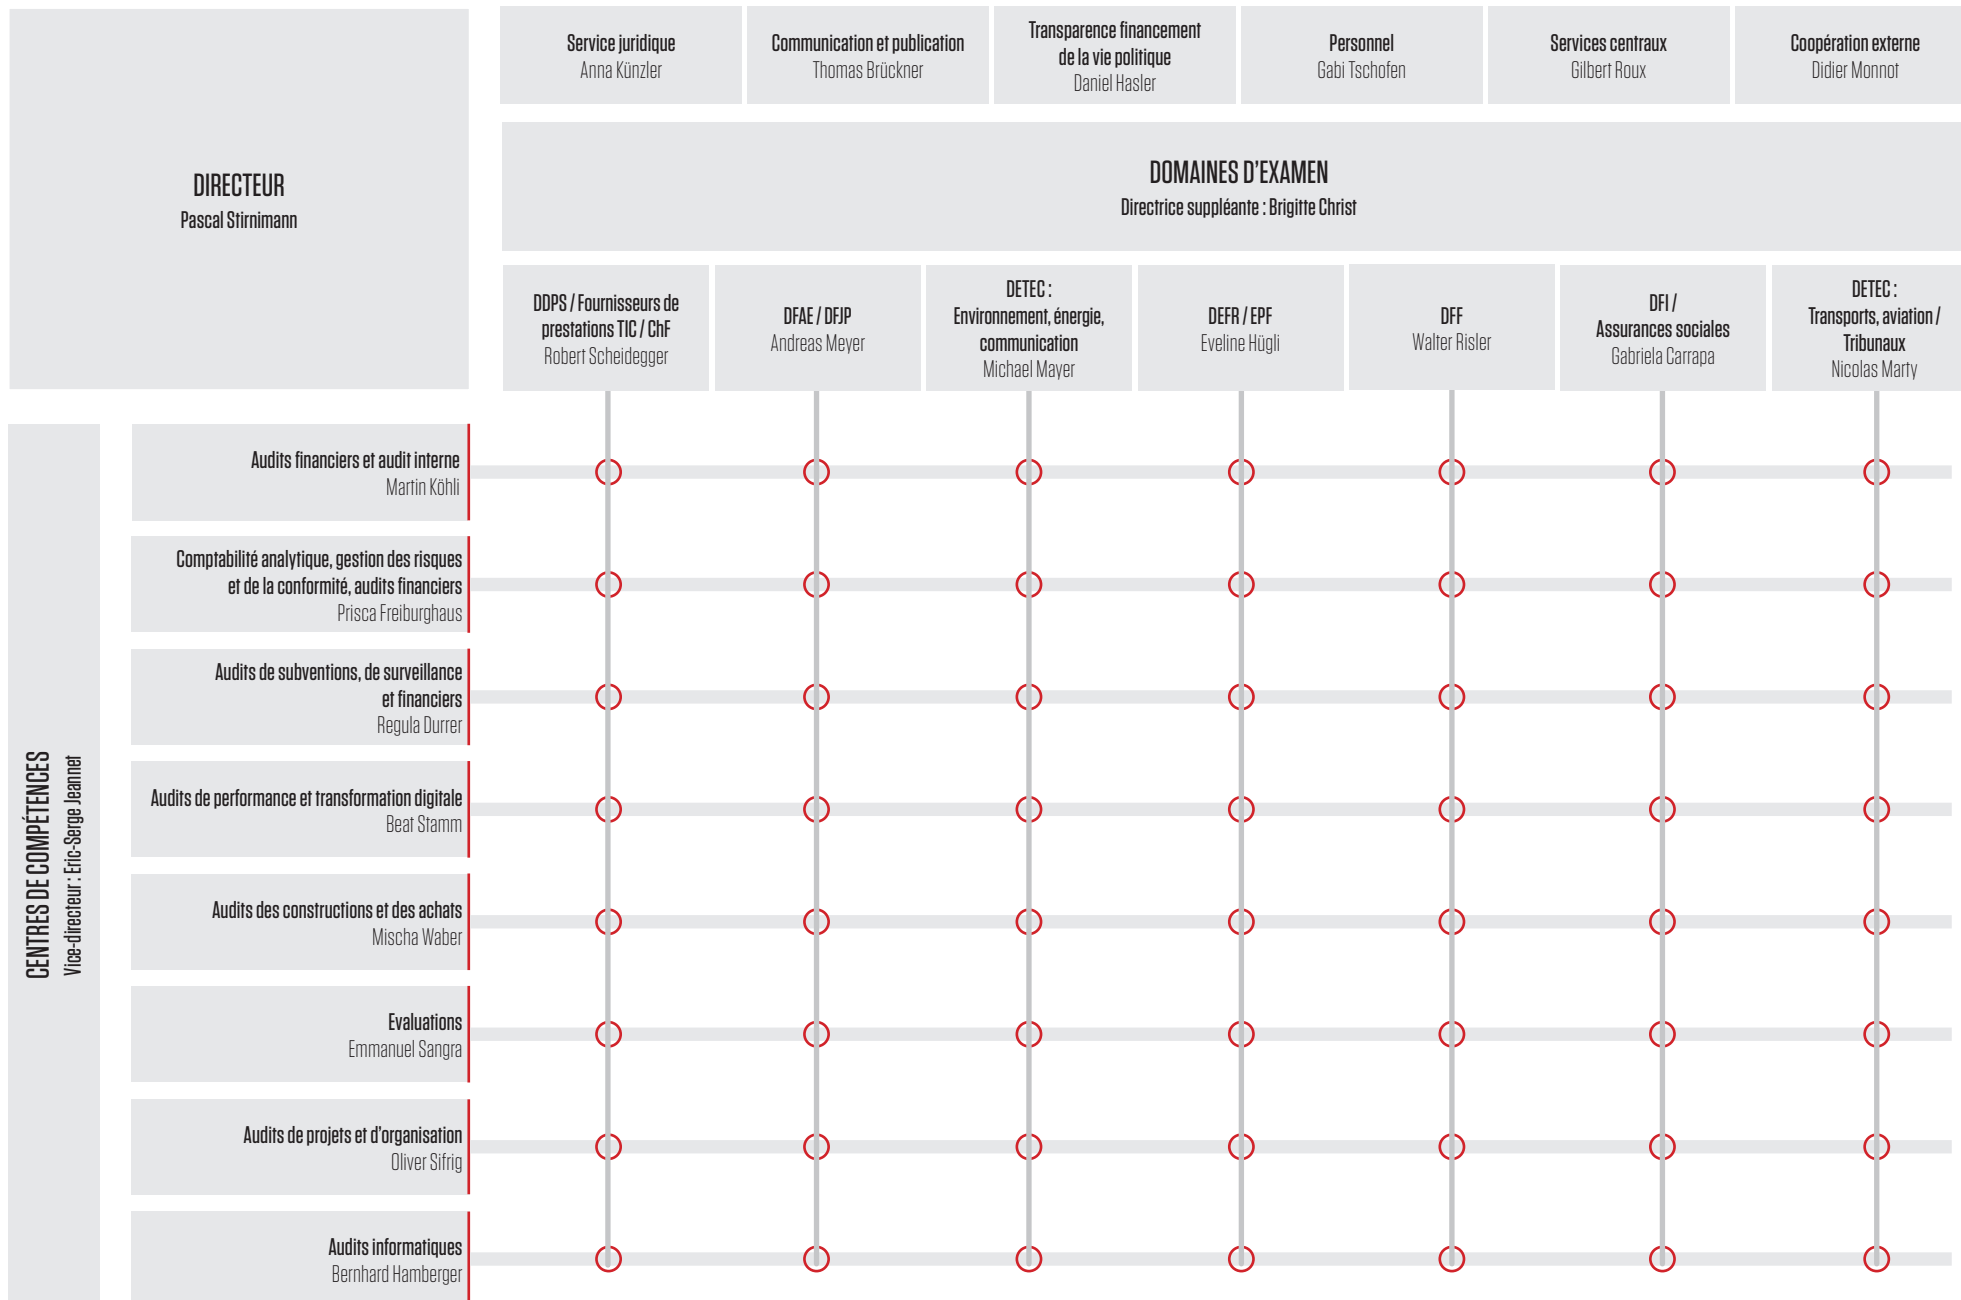 DIRECTEUR
Pascal Stirnimann
Service juridique
Anna Künzler
Communication et publication
Thomas Brückner
Transparence financement
de la vie politique
Daniel Hasler
Personnel
Gabi Tschofen
Services centraux
Gilbert Roux
Coopération externe
Didier Monnot
DOMAINES D'EXAMEN
Directrice suppléante : Brigitte Christ
DDPS / Fournisseurs de
prestations TIC / ChF
Robert Scheidegger
DFAE / DFJP
Andreas Meyer
DETEC :
Environnement, énergie,
communication
Michael Mayer
DEFR / EPF
Eveline Hügli
DFF
Walter Risler
DFI /
Assurances sociales
Gabriela Carrapa
DETEC :
Transports, aviation /
Tribunaux
Nicolas Marty
CENTRES DE COMPÉTENCES
Vice-directeur : Eric-Serge Jeannet
Audits financiers et audit interne
Martin Köhli
Comptabilité analytique, gestion des risques
et de la conformité, audits financiers
Prisca Freiburghaus
Audits de subventions, de surveillance
et financiers
Regula Durrer
Audits de performance et transformation digitale
Beat Stamm
Audits des constructions et des achats
Mischa Waber
Evaluations
Emmanuel Sangra
Audits de projets et d'organisation
Oliver Sifrig
Audits informatiques
Bernhard Hamberger